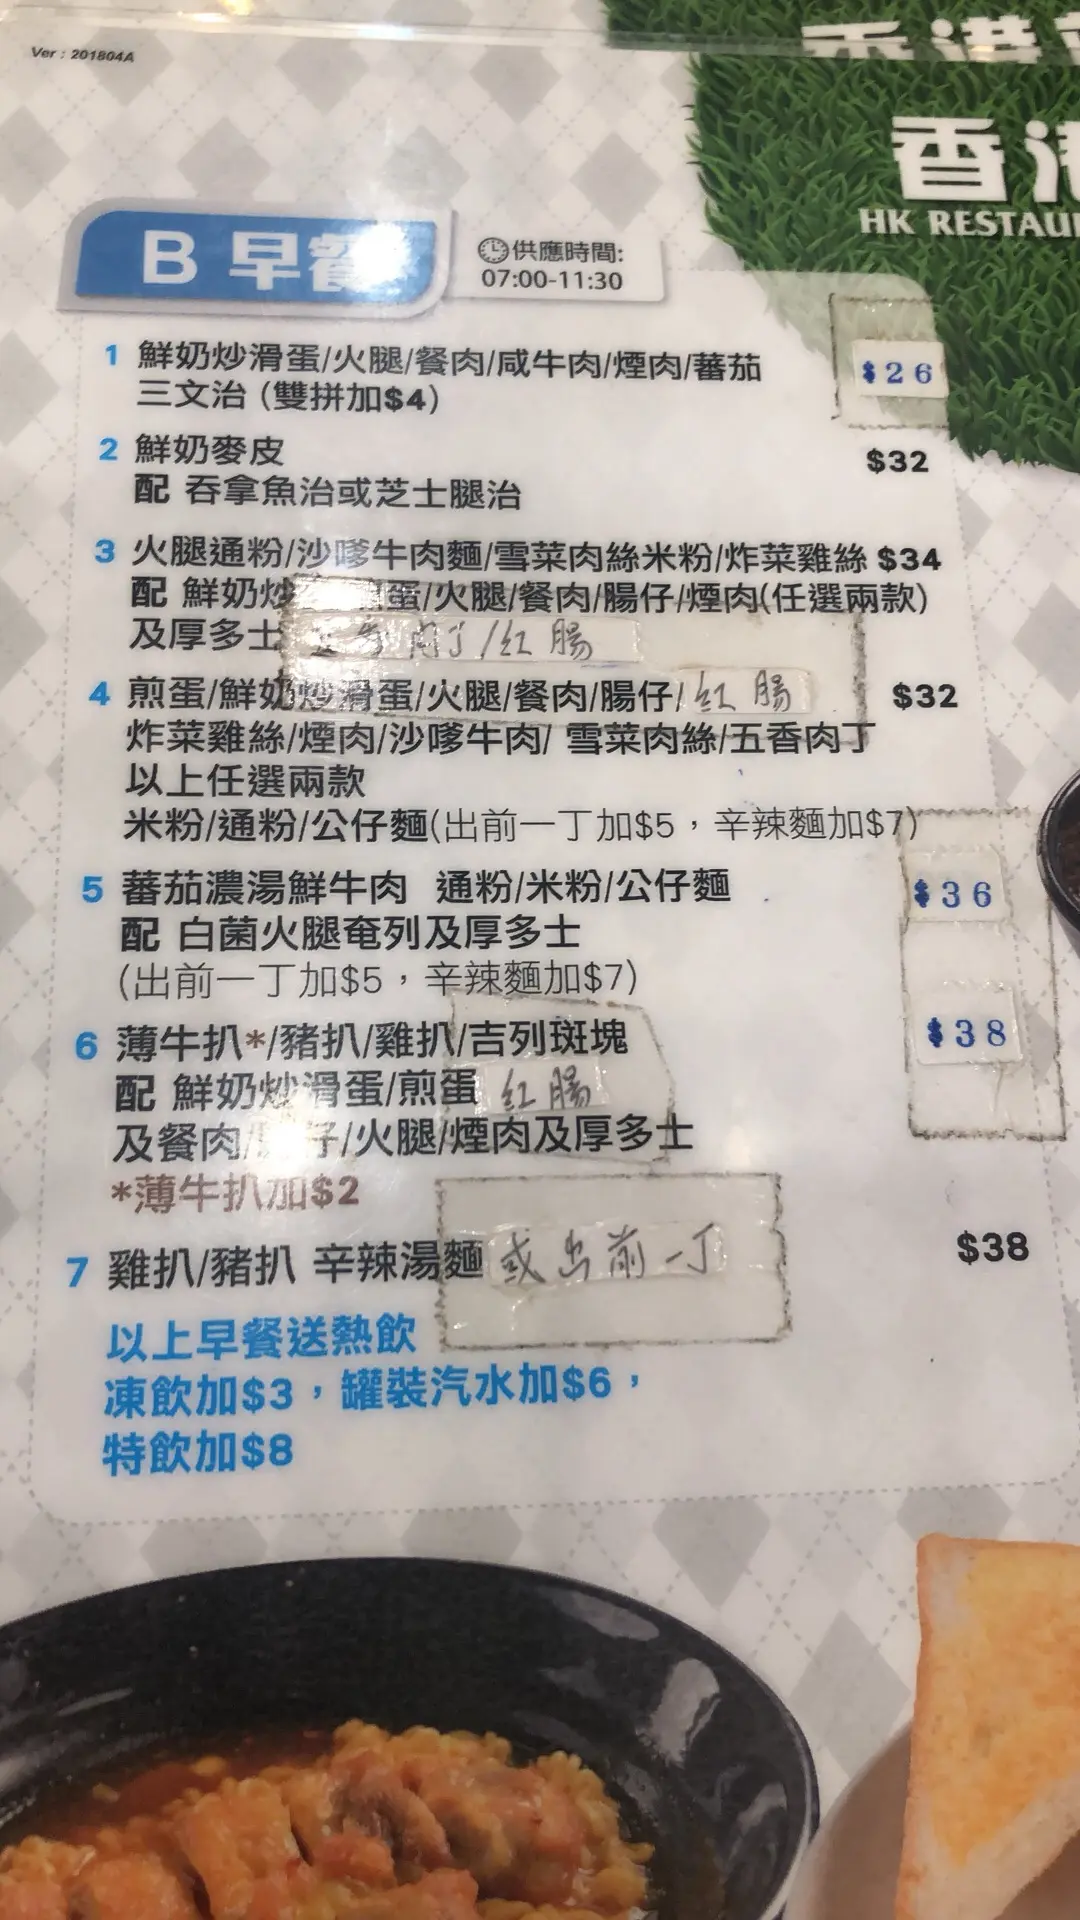 Ver : 201804A
香港
HK RESTAU
B 早餐
供應時間:
07:00-11:30
1 鮮奶炒滑蛋/火腿/餐肉/咸牛肉/煙肉/蕃茄 $26
三文治 (雙拼加$4)
2 鮮奶麥皮 $32
配 吞拿魚治或芝士腿治
3 火腿通粉/沙嗲牛肉麵/雪菜肉絲米粉/炸菜雞絲 $34
配 鮮奶炒 蛋/火腿/餐肉/腸仔/煙肉(任選兩款)
及厚多士 肉丁/紅腸
4 煎蛋/鮮奶炒滑蛋/火腿/餐肉/腸仔/紅腸 $32
炸菜雞絲/煙肉/沙嗲牛肉/ 雪菜肉絲/五香肉丁
以上任選兩款
米粉/通粉/公仔麵(出前一丁加$5，辛辣麵加$7)
5 蕃茄濃湯鮮牛肉 通粉/米粉/公仔麵 $36
配 白菌火腿奄列及厚多士
(出前一丁加$5，辛辣麵加$7)
6 薄牛扒*/豬扒/雞扒/吉列斑塊 $38
配 鮮奶炒滑蛋/煎蛋 紅腸
及餐肉/ 仔/火腿/煙肉及厚多士
*薄牛扒加$2
7 雞扒/豬扒 辛辣湯麵 或出前一丁 $38
以上早餐送熱飲
凍飲加$3，罐裝汽水加$6，
特飲加$8